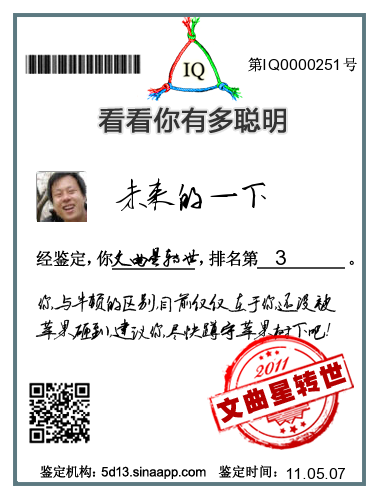 第IQ0000251号
IQ
看看你有多聪明
未来的一下
经鉴定,你文曲星转世,排名第 3 。
你与牛顿的区别,目前仅仅在于你还没被
苹果砸到,建议你尽快蹲守苹果树下吧!
2011
文曲星转世
鉴定机构:5d13.sinaapp.com 鉴定时间:11.05.07